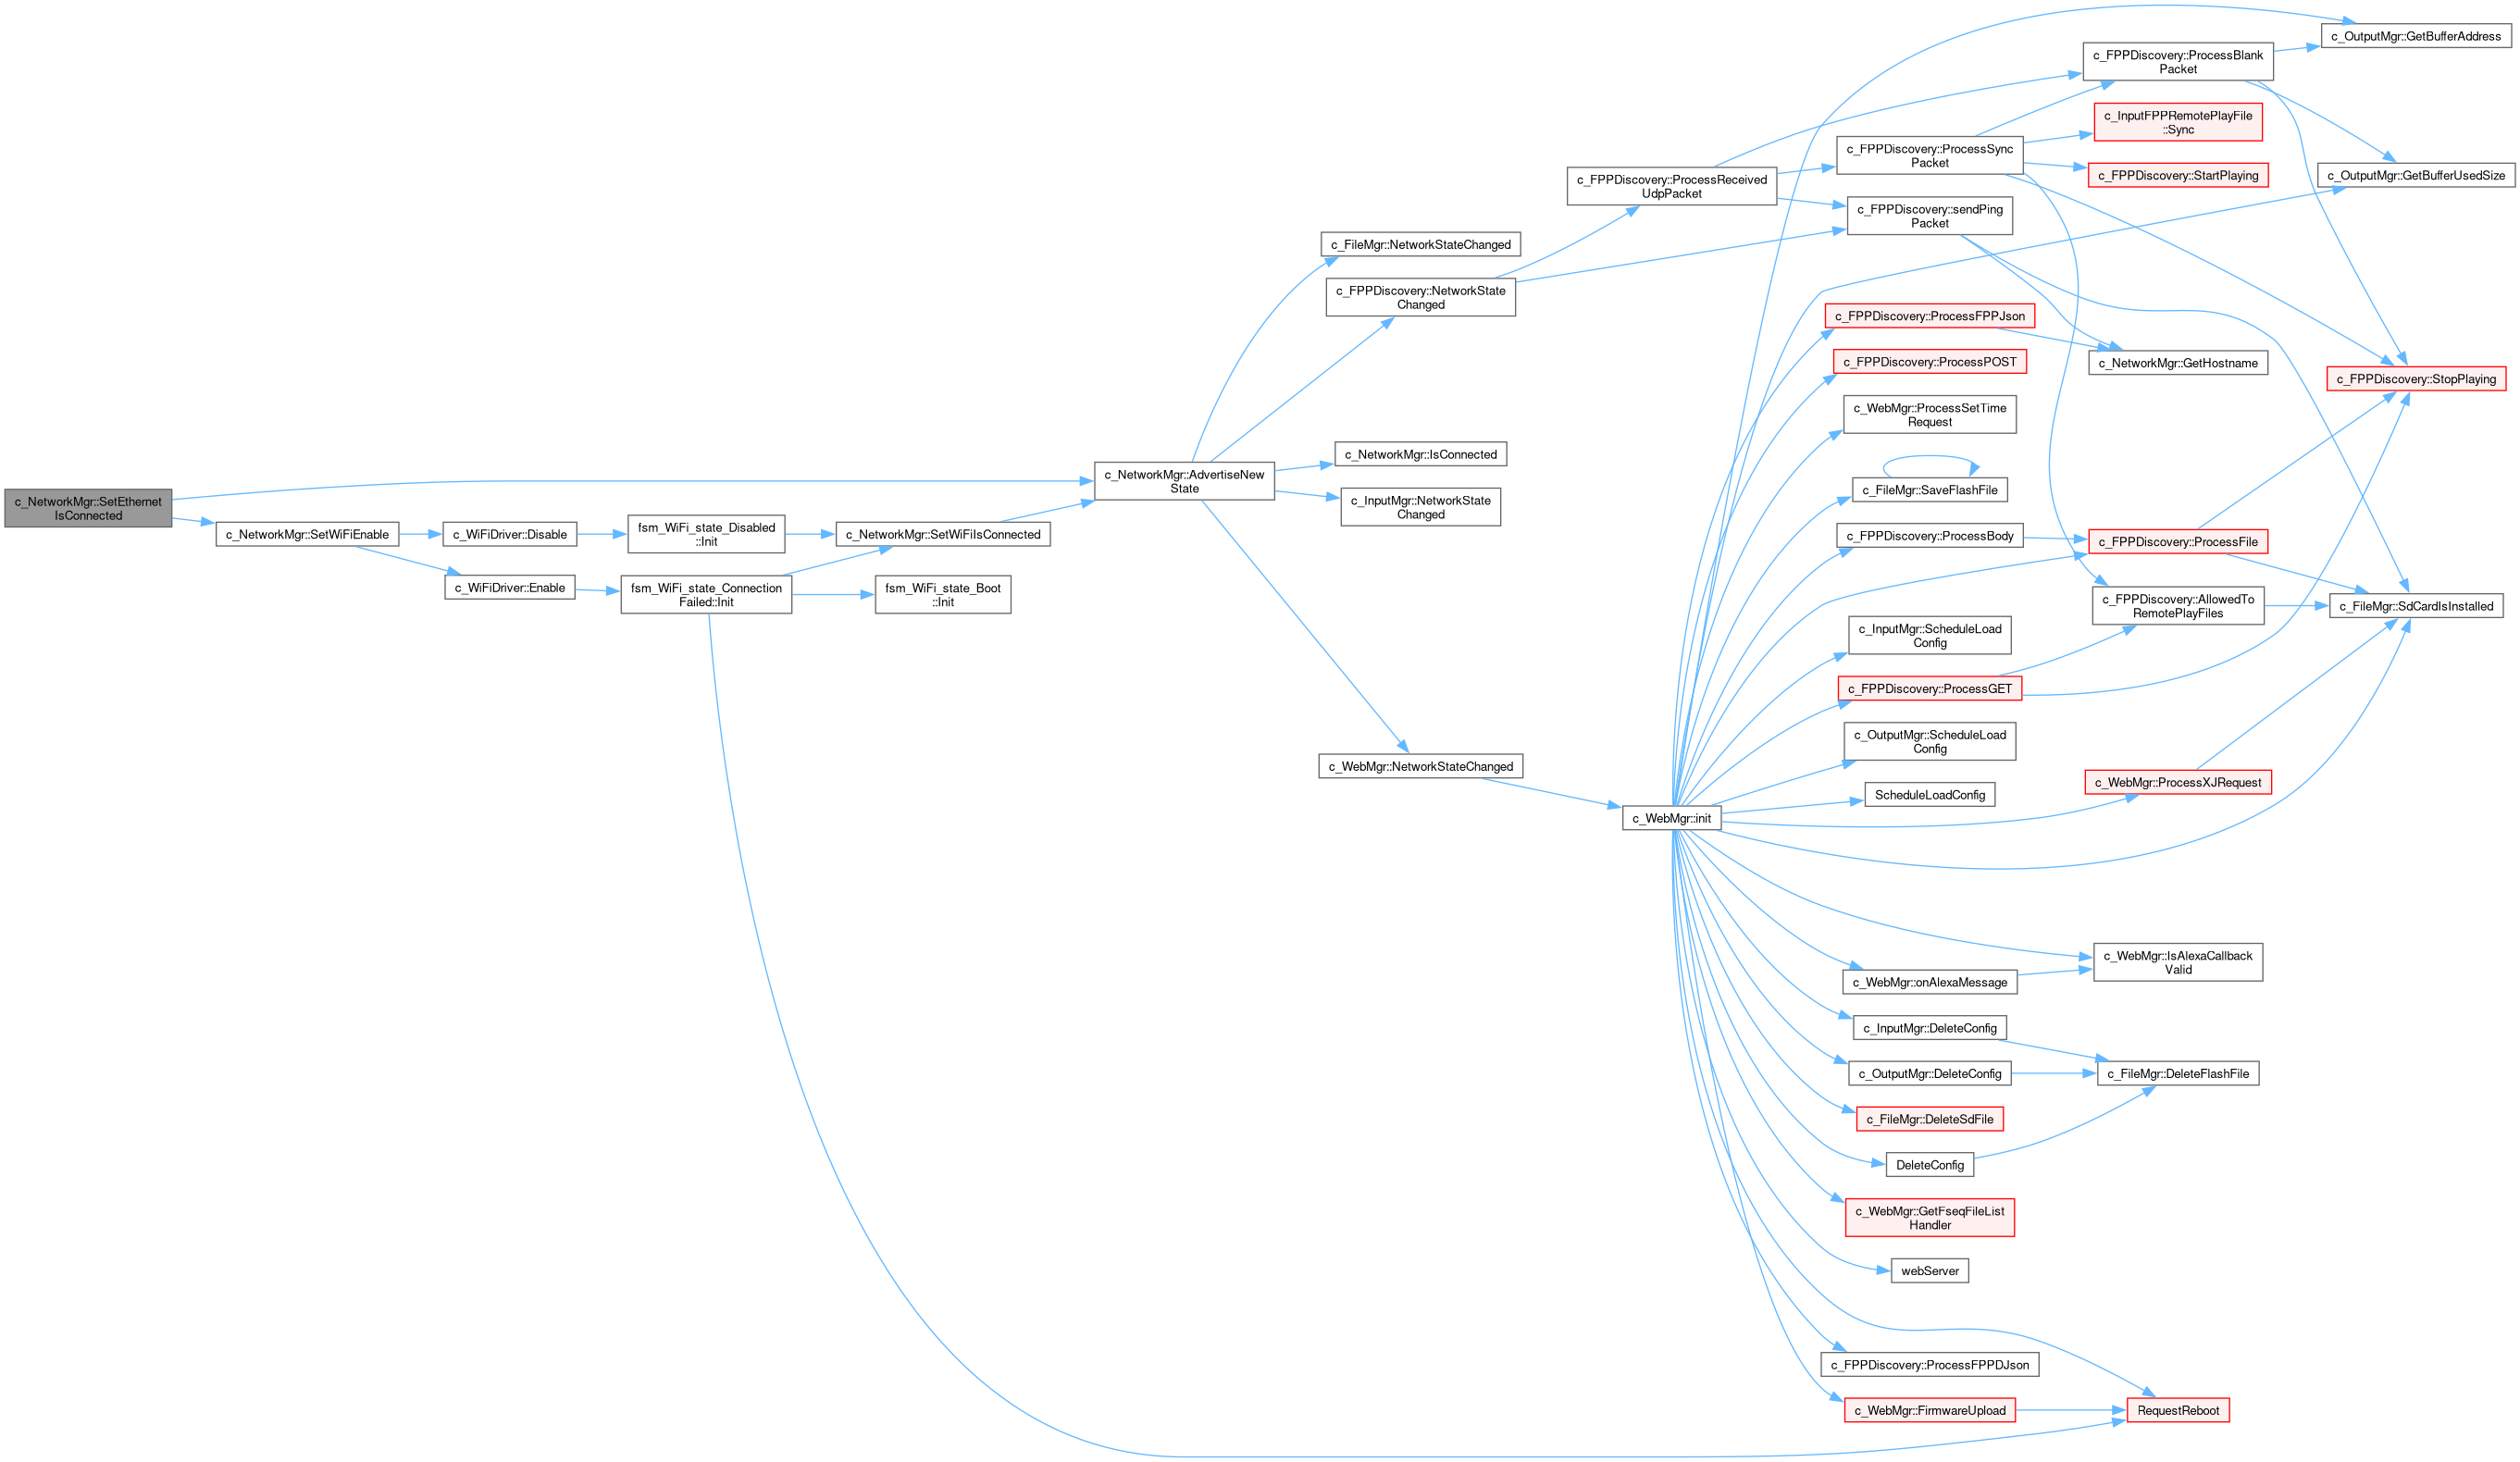 c_NetworkMgr::SetEthernet
IsConnected
c_NetworkMgr::SetWiFiEnable
c_WiFiDriver::Disable
c_WiFiDriver::Enable
fsm_WiFi_state_Disabled
::Init
fsm_WiFi_state_Connection
Failed::Init
c_NetworkMgr::SetWiFiIsConnected
fsm_WiFi_state_Boot
::Init
c_NetworkMgr::AdvertiseNew
State
c_FileMgr::NetworkStateChanged
c_FPPDiscovery::NetworkState
Changed
c_NetworkMgr::IsConnected
c_InputMgr::NetworkState
Changed
c_WebMgr::NetworkStateChanged
c_FPPDiscovery::ProcessReceived
UdpPacket
c_WebMgr::init
c_FPPDiscovery::ProcessSync
Packet
c_FPPDiscovery::sendPing
Packet
c_FPPDiscovery::ProcessFPPJson
c_FPPDiscovery::ProcessPOST
c_WebMgr::ProcessSetTime
Request
c_FileMgr::SaveFlashFile
c_FPPDiscovery::ProcessBody
c_InputMgr::ScheduleLoad
Config
c_FPPDiscovery::ProcessGET
c_OutputMgr::ScheduleLoad
Config
ScheduleLoadConfig
c_WebMgr::onAlexaMessage
c_InputMgr::DeleteConfig
c_OutputMgr::DeleteConfig
c_FileMgr::DeleteSdFile
DeleteConfig
c_WebMgr::GetFseqFileList
Handler
webServer
c_FPPDiscovery::ProcessFPPDJson
c_WebMgr::FirmwareUpload
c_FPPDiscovery::ProcessBlank
Packet
c_InputFPPRemotePlayFile
::Sync
c_FPPDiscovery::StartPlaying
c_NetworkMgr::GetHostname
c_FPPDiscovery::ProcessFile
c_FPPDiscovery::AllowedTo
RemotePlayFiles
c_WebMgr::ProcessXJRequest
c_WebMgr::IsAlexaCallback
Valid
c_FileMgr::DeleteFlashFile
RequestReboot
c_OutputMgr::GetBufferAddress
c_OutputMgr::GetBufferUsedSize
c_FPPDiscovery::StopPlaying
c_FileMgr::SdCardIsInstalled